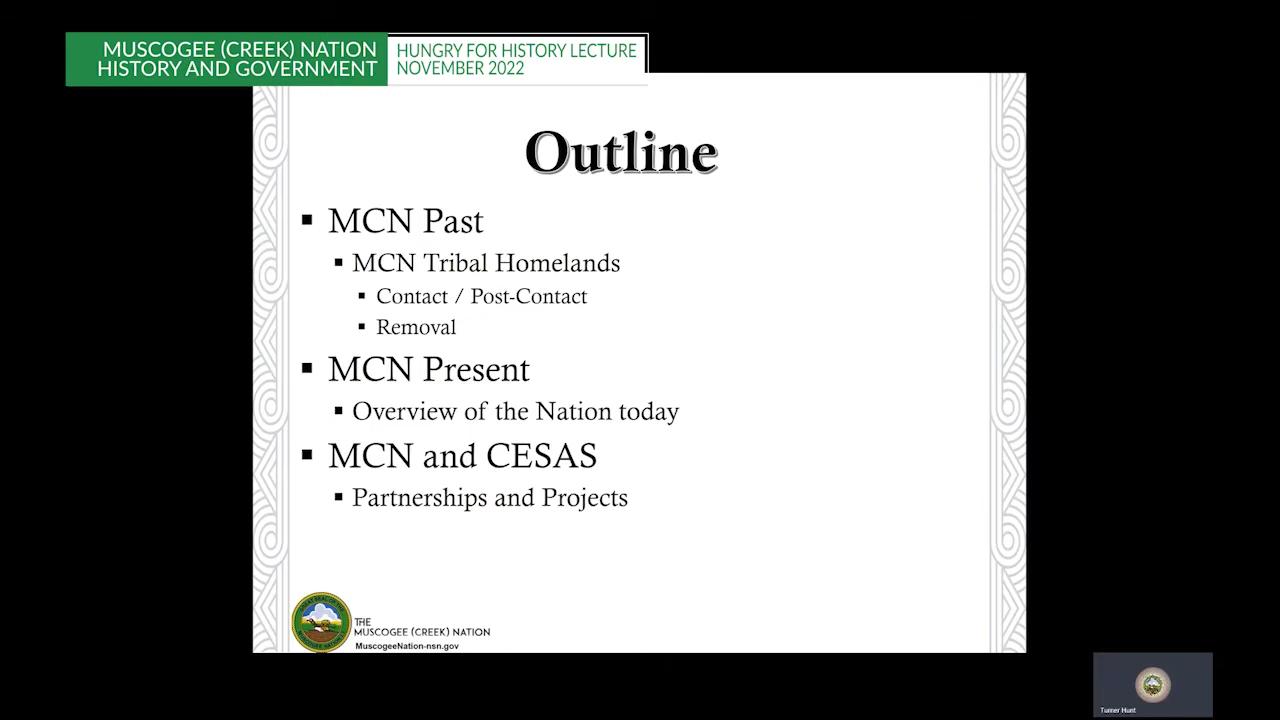 MUSCOGEE (CREEK) NATION
HISTORY AND GOVERNMENT
HUNGRY FOR HISTORY LECTURE
NOVEMBER 2022
Outline
MCN Past
MCN Tribal Homelands
Contact / Post-Contact
Removal
MCN Present
Overview of the Nation today
MCN and CESAS
Partnerships and Projects
THE
MUSCOGEE (CREEK) NATION
MuscogeeNation-nsn.gov
Turner Hunt